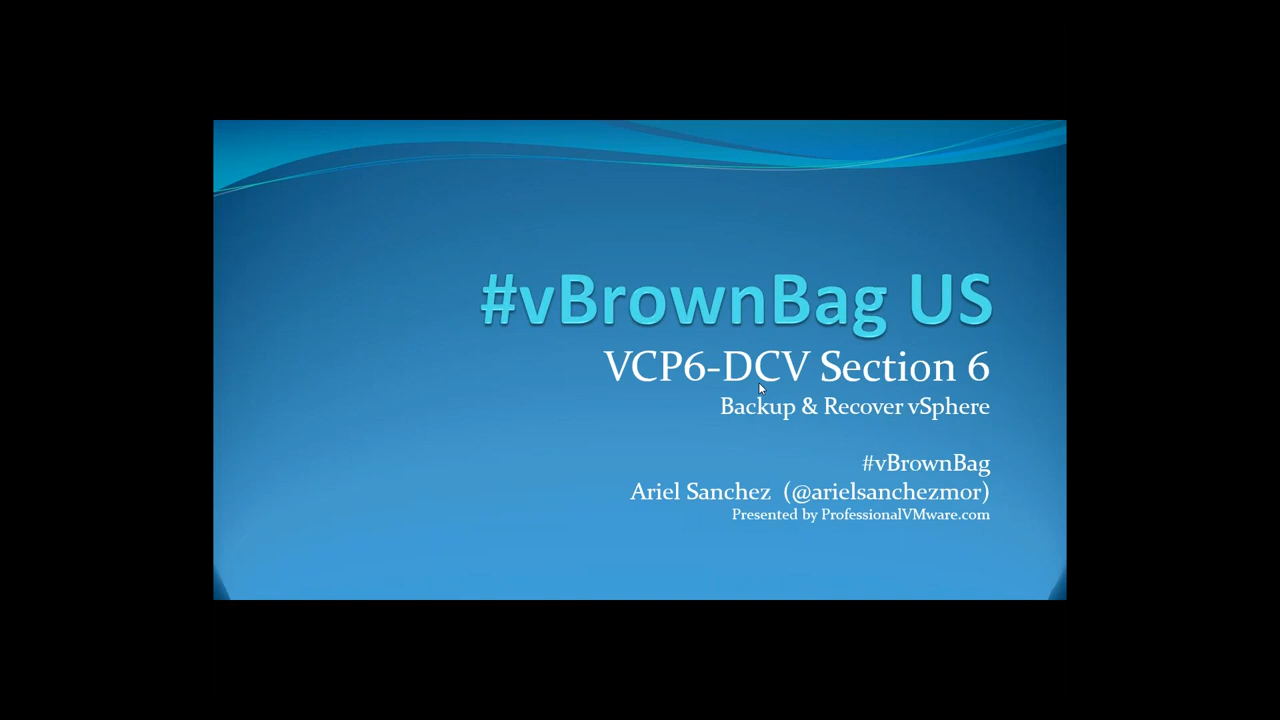 #vBrownBag US
VCP6-DCV Section 6
Backup & Recover vSphere
#vBrownBag
Ariel Sanchez (@arielsanchezmor)
Presented by ProfessionalVMware.com